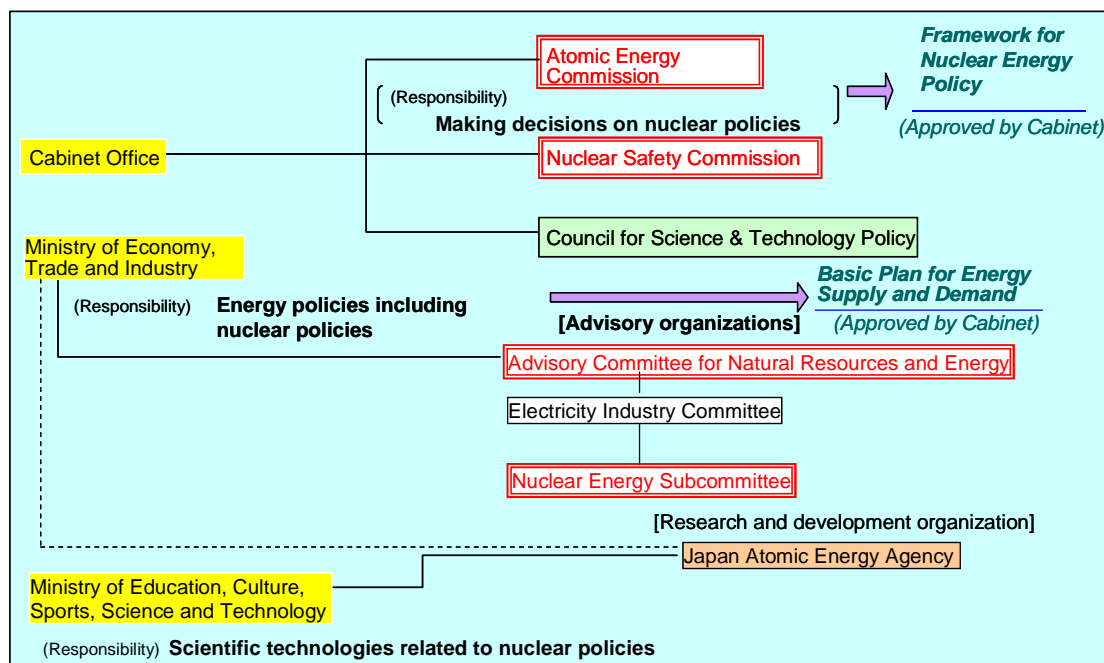 Atomic Energy
Commission
Framework for
Nuclear Energy
Policy
(Approved by Cabinet)
(Responsibility)
Making decisions on nuclear policies
Cabinet Office
Nuclear Safety Commission
Council for Science & Technology Policy
Ministry of Economy,
Trade and Industry
(Responsibility) Energy policies including
nuclear policies
Basic Plan for Energy
Supply and Demand
(Approved by Cabinet)
[Advisory organizations]
Advisory Committee for Natural Resources and Energy
Electricity Industry Committee
Nuclear Energy Subcommittee
[Research and development organization]
Japan Atomic Energy Agency
Ministry of Education, Culture,
Sports, Science and Technology
(Responsibility) Scientific technologies related to nuclear policies